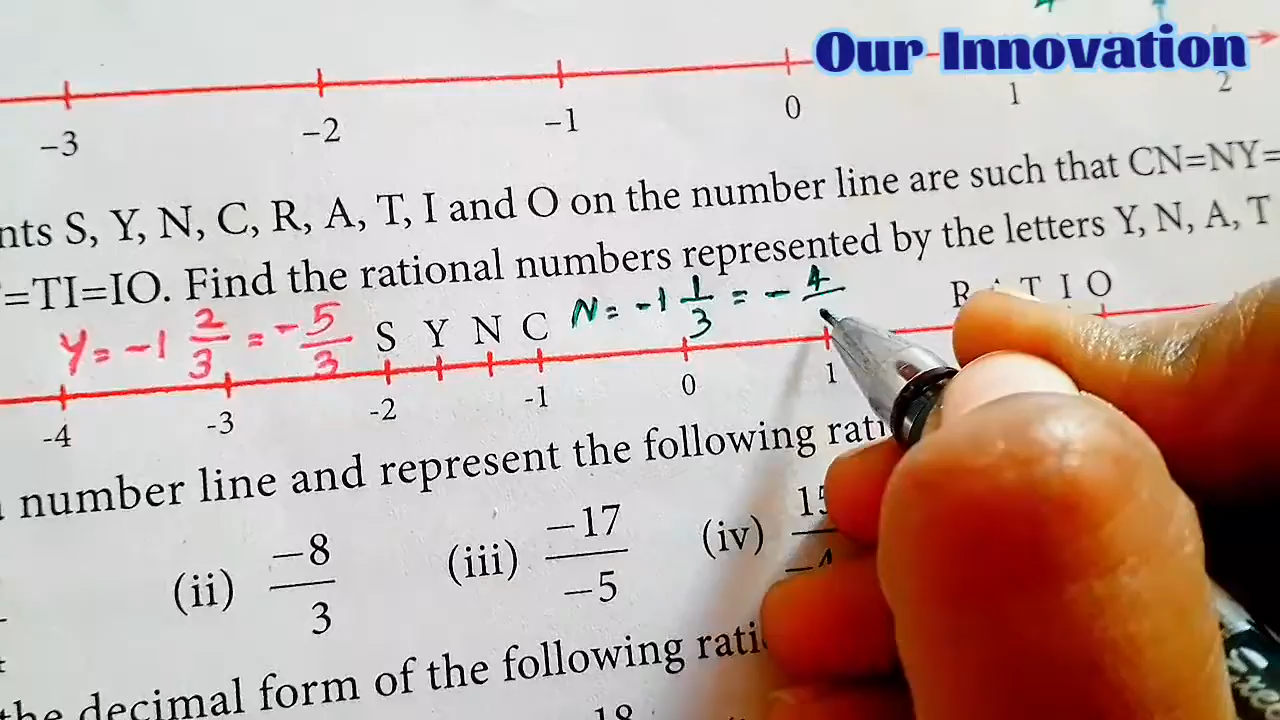 Our Innovation
-3 -2 -1 0 1 2
nts S, Y, N, C, R, A, T, I and O on the number line are such that CN=NY=
=TI=IO. Find the rational numbers represented by the letters Y, N, A, T
Y = -1 2/3 = -5/3 S Y N C N = -1 1/3 = -4 R T I O
-4 -3 -2 -1 0 1
number line and represent the following rati
(ii) -8/3 (iii) -17/-5 (iv) 15/-4
the decimal form of the following rati
18